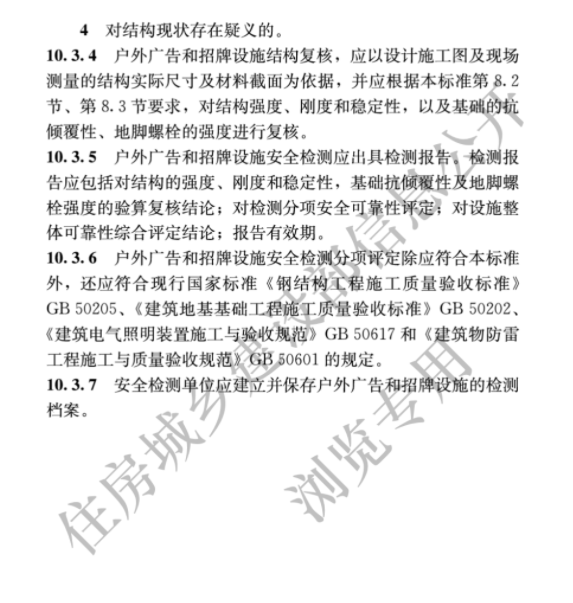 4 对结构现状存在疑义的。
10.3.4 户外广告和招牌设施结构复核，应以设计施工图及现场
测量的结构实际尺寸及材料截面为依据，并应根据本标准第 8.2
节、第 8.3 节要求，对结构强度、刚度和稳定性，以及基础的抗
倾覆性、地脚螺栓的强度进行复核。
10.3.5 户外广告和招牌设施安全检测应出具检测报告。检测报
告应包括对结构的强度、刚度和稳定性，基础抗倾覆性及地脚螺
栓强度的验算复核结论；对检测分项安全可靠性评定；对设施整
体可靠性综合评定结论；报告有效期。
10.3.6 户外广告和招牌设施安全检测分项评定除应符合本标准
外，还应符合现行国家标准《钢结构工程施工质量验收标准》
GB 50205、《建筑地基基础工程施工质量验收标准》GB 50202、
《建筑电气照明装置施工与验收规范》GB 50617 和《建筑物防雷
工程施工与质量验收规范》GB 50601 的规定。
10.3.7 安全检测单位应建立并保存户外广告和招牌设施的检测
档案。
住房城乡建设部信息公开
浏览专用